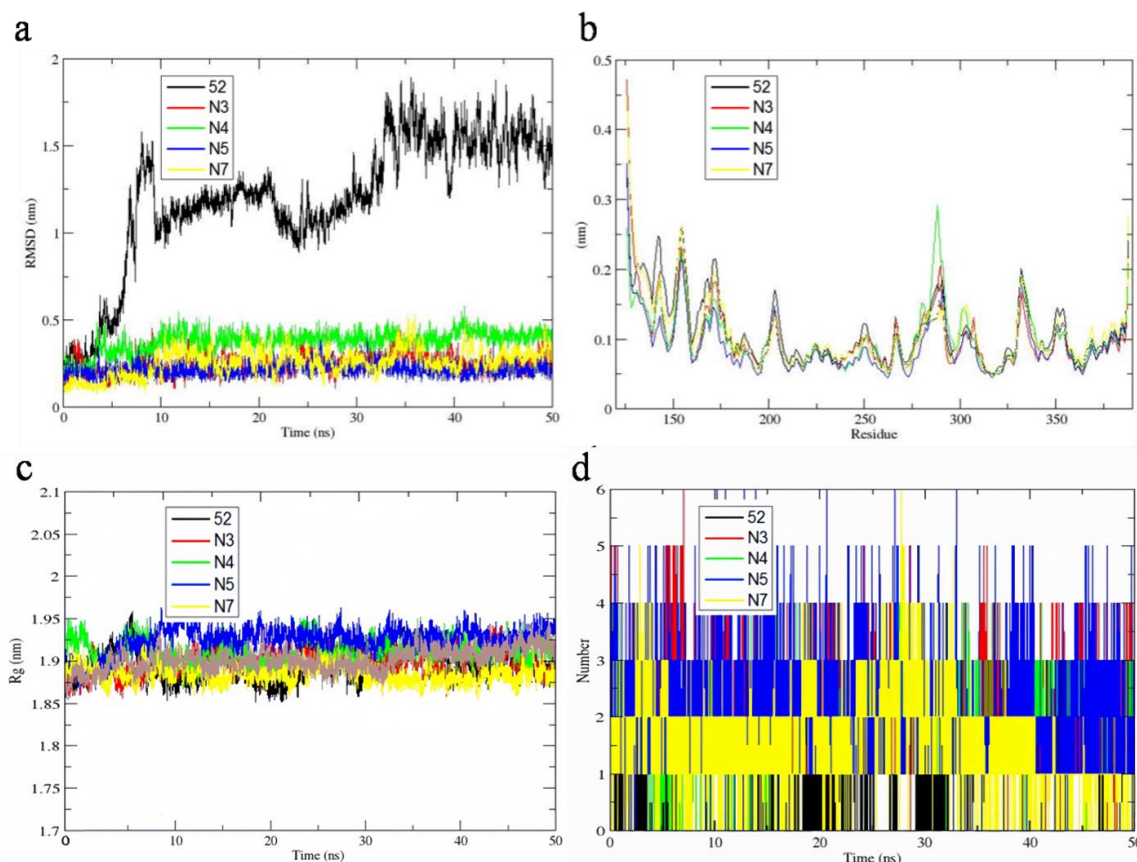 a
2
1.5
1
0.5
0
RMSD (nm)
52
N3
N4
N5
N7
0
10
20
30
40
50
Time (ns)
b
0.5
0.4
0.3
0.2
0.1
0
(nm)
52
N3
N4
N5
N7
150
200
250
300
350
Residue
c
2.1
2.05
2
1.95
1.9
1.85
1.8
1.75
1.7
Rg (nm)
52
N3
N4
N5
N7
0
10
20
30
40
50
Time (ns)
d
6
5
4
3
2
1
0
Number
52
N3
N4
N5
N7
0
10
20
30
40
50
Time (ns)